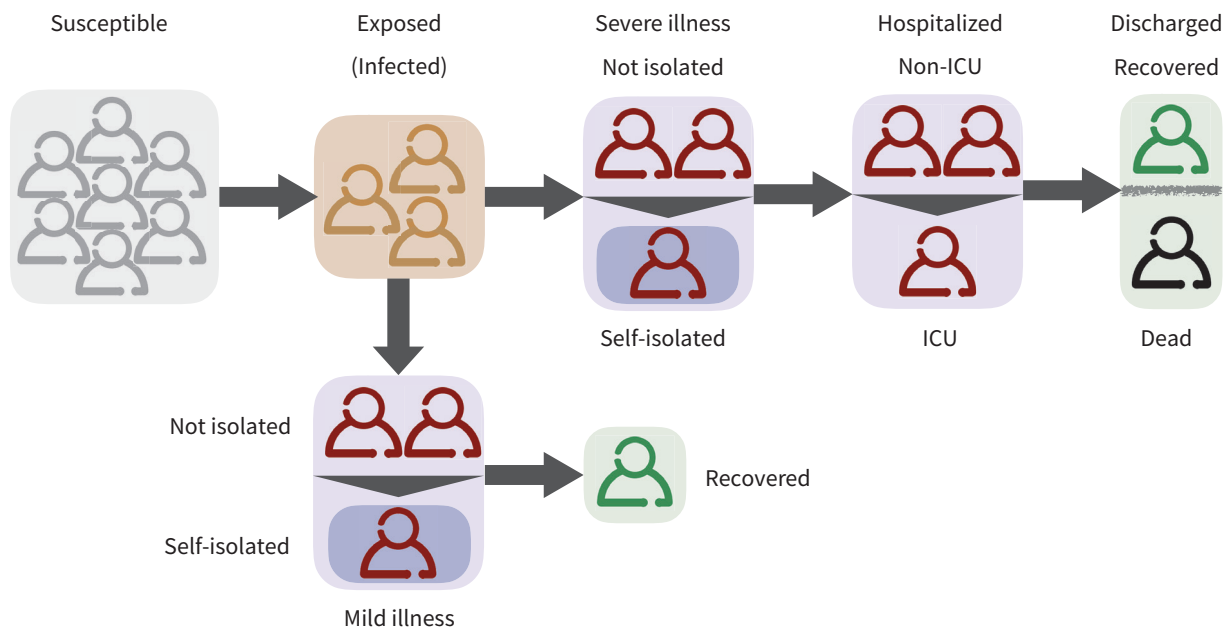 Susceptible
Exposed
(Infected)
Severe illness
Not isolated
Hospitalized
Non-ICU
Discharged
Recovered
Self-isolated
ICU
Dead
Not isolated
Self-isolated
Mild illness
Recovered